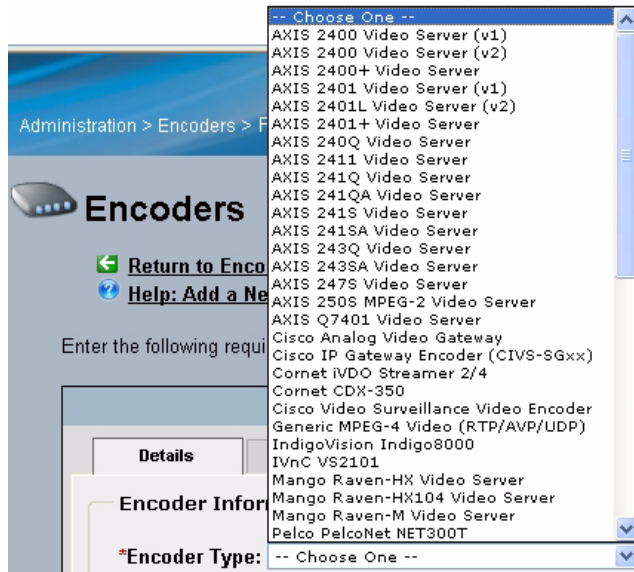 -- Choose One --
AXIS 2400 Video Server (v1)
AXIS 2400 Video Server (v2)
AXIS 2400+ Video Server
AXIS 2401 Video Server (v1)
AXIS 2401L Video Server (v2)
AXIS 2401+ Video Server
AXIS 240Q Video Server
AXIS 2411 Video Server
AXIS 241Q Video Server
AXIS 241QA Video Server
AXIS 241S Video Server
AXIS 241SA Video Server
AXIS 243Q Video Server
AXIS 243SA Video Server
AXIS 247S Video Server
AXIS 250S MPEG-2 Video Server
AXIS Q7401 Video Server
Cisco Analog Video Gateway
Cisco IP Gateway Encoder (CIVS-SGxx)
Cornet iVDO Streamer 2/4
Cornet CDX-350
Cisco Video Surveillance Video Encoder
Generic MPEG-4 Video (RTP/AVP/UDP)
IndigoVision Indigo8000
IVnC VS2101
Mango Raven-HX Video Server
Mango Raven-HX104 Video Server
Mango Raven-M Video Server
Pelco PelcoNet NET300T
Administration > Encoders >
Encoders
Return to Enco
Help: Add a Ne
Enter the following requi
Details
Encoder Infor
*Encoder Type: -- Choose One --